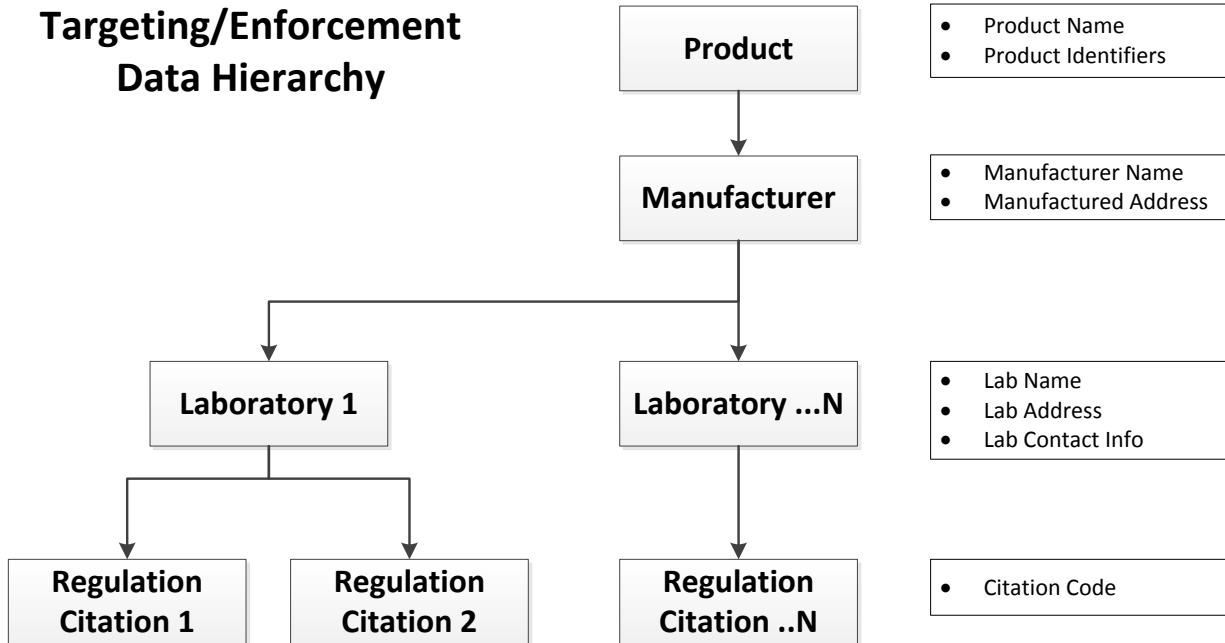 Targeting/Enforcement
Data Hierarchy
Product
• Product Name
• Product Identifiers
Manufacturer
• Manufacturer Name
• Manufactured Address
Laboratory 1
Laboratory ...N
• Lab Name
• Lab Address
• Lab Contact Info
Regulation
Citation 1
Regulation
Citation 2
Regulation
Citation ..N
• Citation Code